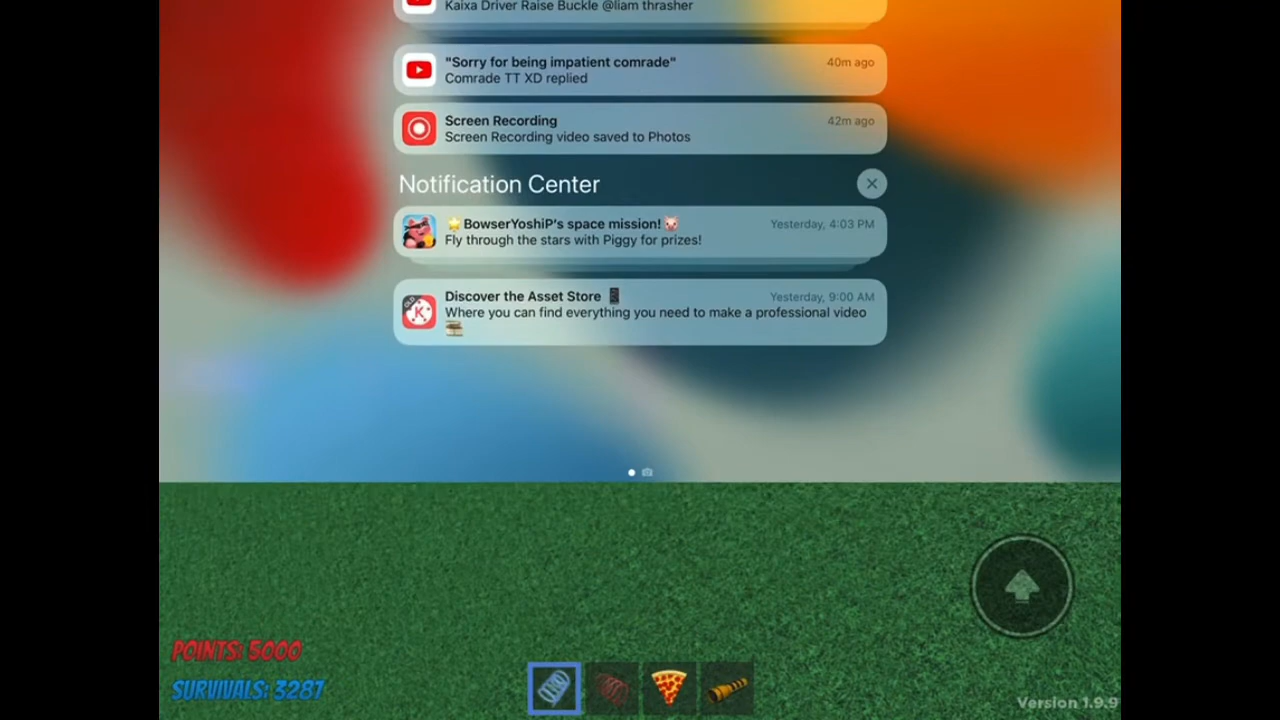 Kaixa Driver Raise Buckle @liam thrasher
"Sorry for being impatient comrade"
40m ago
Comrade TT XD replied
Screen Recording
42m ago
Screen Recording video saved to Photos
Notification Center
⭐BowserYoshiP's space mission!🐷
Yesterday, 4:03 PM
Fly through the stars with Piggy for prizes!
Discover the Asset Store
Yesterday, 9:00 AM
OLD
K
Where you can find everything you need to make a professional video
POINTS: 5000
SURVIVALS: 3287
Version 1.9.9